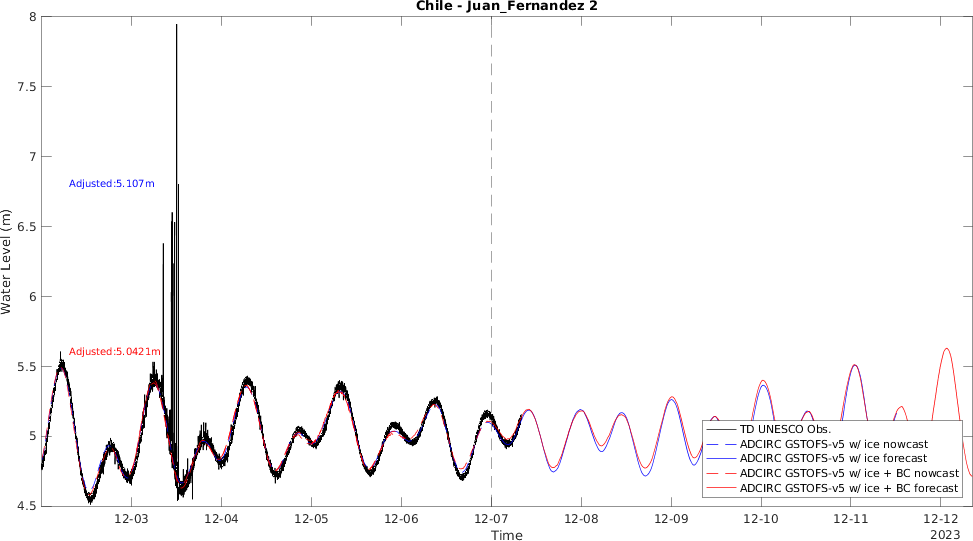 Chile - Juan_Fernandez 2
8
7.5
7
6.5
6
5.5
5
4.5
Water Level (m)
Adjusted:5.107m
Adjusted:5.0421m
TD UNESCO Obs.
ADCIRC GSTOFS-v5 w/ ice nowcast
ADCIRC GSTOFS-v5 w/ ice forecast
ADCIRC GSTOFS-v5 w/ ice + BC nowcast
ADCIRC GSTOFS-v5 w/ ice + BC forecast
12-03 12-04 12-05 12-06 12-07 12-08 12-09 12-10 12-11 12-12
Time 2023